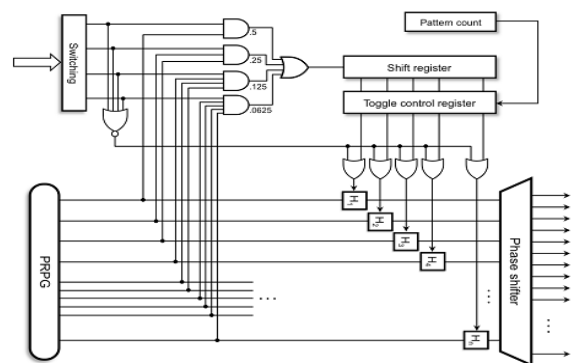 Switching
.5
.25
.125
.0625
Pattern count
Shift register
Toggle control register
PRPG
H1
H2
H3
H4
Hn
Phase shifter
...
...
...